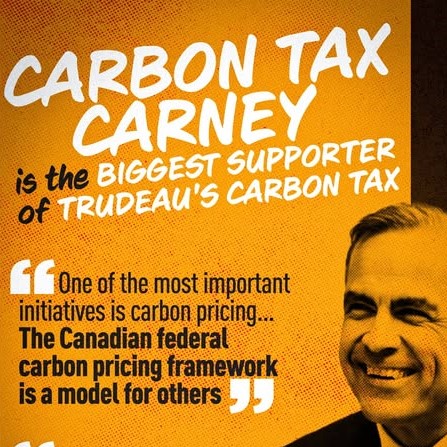 CARBON TAX
CARNEY
is the BIGGEST SUPPORTER
of TRUDEAU'S CARBON TAX
“ One of the most important
initiatives is carbon pricing...
The Canadian federal
carbon pricing framework
is a model for others ”
“